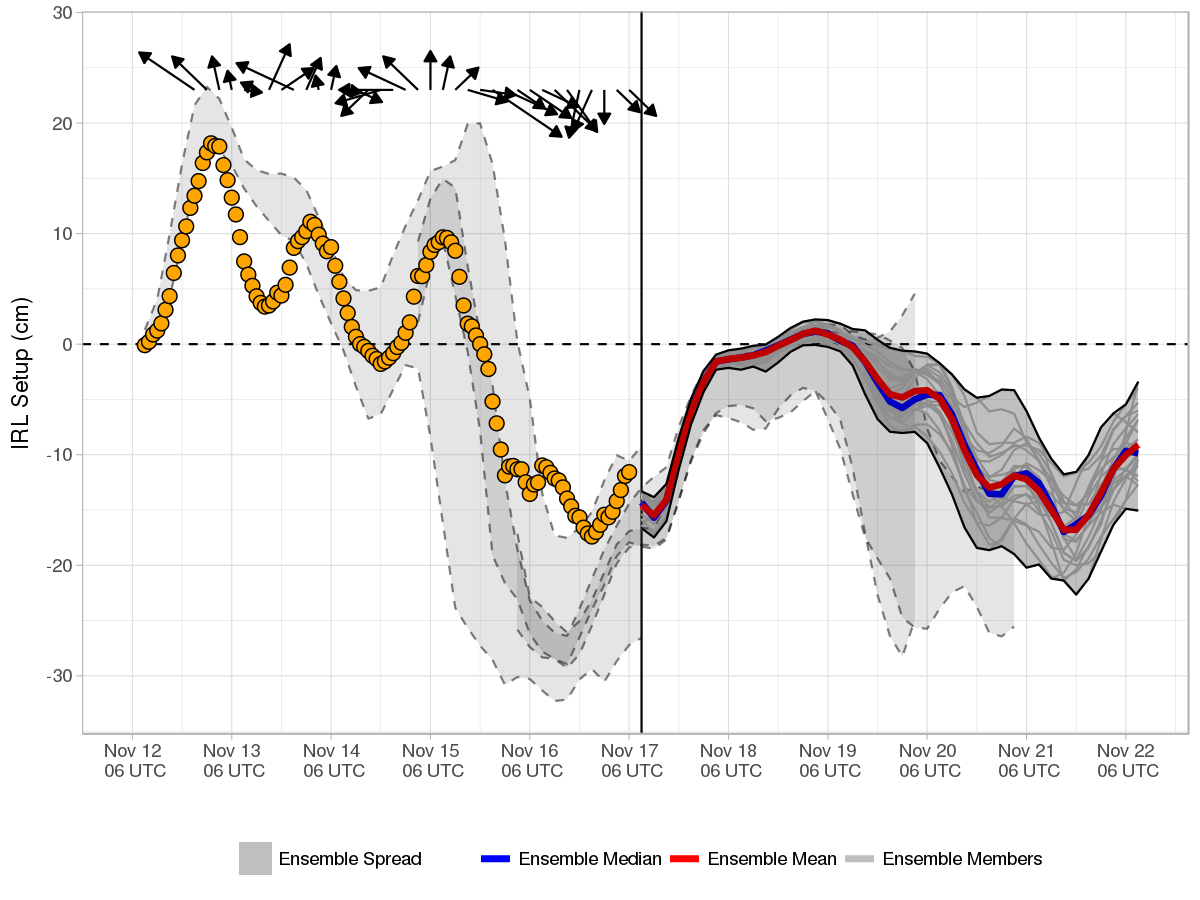 30
20
10
0
-10
-20
-30
IRL Setup (cm)
Nov 12 Nov 13 Nov 14 Nov 15 Nov 16 Nov 17 Nov 18 Nov 19 Nov 20 Nov 21 Nov 22
06 UTC 06 UTC 06 UTC 06 UTC 06 UTC 06 UTC 06 UTC 06 UTC 06 UTC 06 UTC 06 UTC
Ensemble Spread Ensemble Median Ensemble Mean Ensemble Members